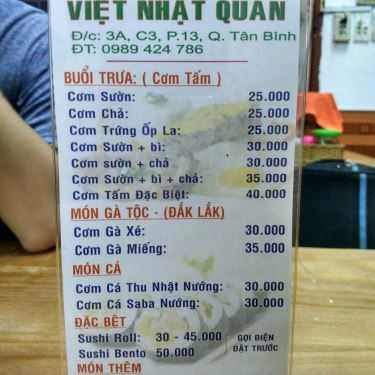 VIỆT NHẬT QUÁN
Đ/c: 3A, C3, P.13, Q. Tân Bình
ĐT: 0989 424 786
BUỔI TRƯA: ( Cơm Tấm )
Cơm Sườn: 25.000
Cơm Chả: 25.000
Cơm Trứng Ốp La: 25.000
Cơm Sườn + bì: 30.000
Cơm sườn + chả 30.000
Cơm Sườn + bì + chả: 35.000
Cơm Tấm Đặc Biệt: 40.000
MÓN GÀ TỘC - (ĐẮK LẮK)
Cơm Gà Xé: 30.000
Cơm Gà Miếng: 35.000
MÓN CÁ
Cơm Cá Thu Nhật Nướng: 30.000
Cơm Cá Saba Nướng: 30.000
ĐẶC BỆT
Sushi Roll: 30 - 45.000 GỌI ĐIỆN
Sushi Bento 50.000 ĐẶT TRƯỚC
MÓN THÊM